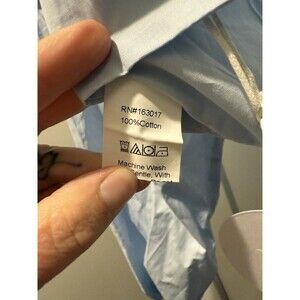 RN#163017
100%Cotton
Machine Wash
Gentle, With